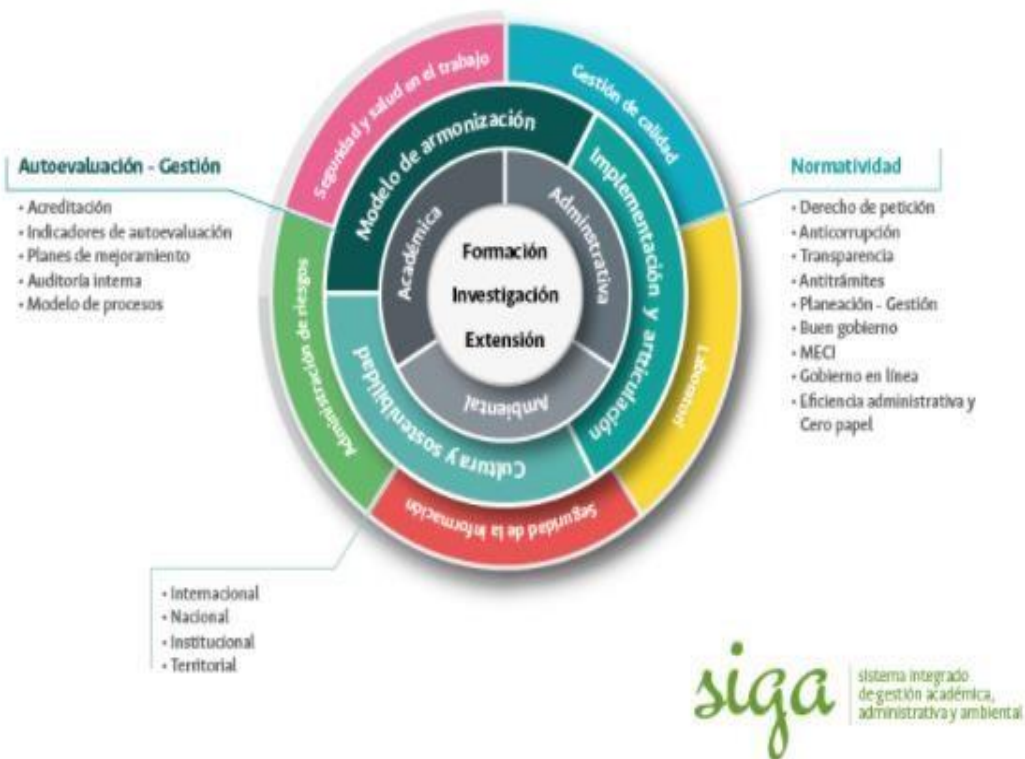 Seguridad y salud en el trabajo
Gestión de calidad
Modelo de armonización
Implementación y artticulación
Académica
Adminstrativa
Formación
Investigación
Extensión
Ambiental
Cultura y sostenibilidad
Administración de riesgos
Seguridad de la información
Autoevaluación - Gestión
• Acreditación
• Indicadores de autoevaluación
• Planes de mejoramiento
• Auditoría interna
• Modelo de procesos
Normatividad
• Derecho de petición
• Anticorrupción
• Transparencia
• Antitrámites
• Planeación - Gestión
• Buen gobierno
• MECI
• Gobierno en línea
• Eficiencia administrativa y
Cero papel
• Internacional
• Nacional
• Institucional
• Territorial
siga
sistema integrado
de gestión académica,
administrativa y ambiental